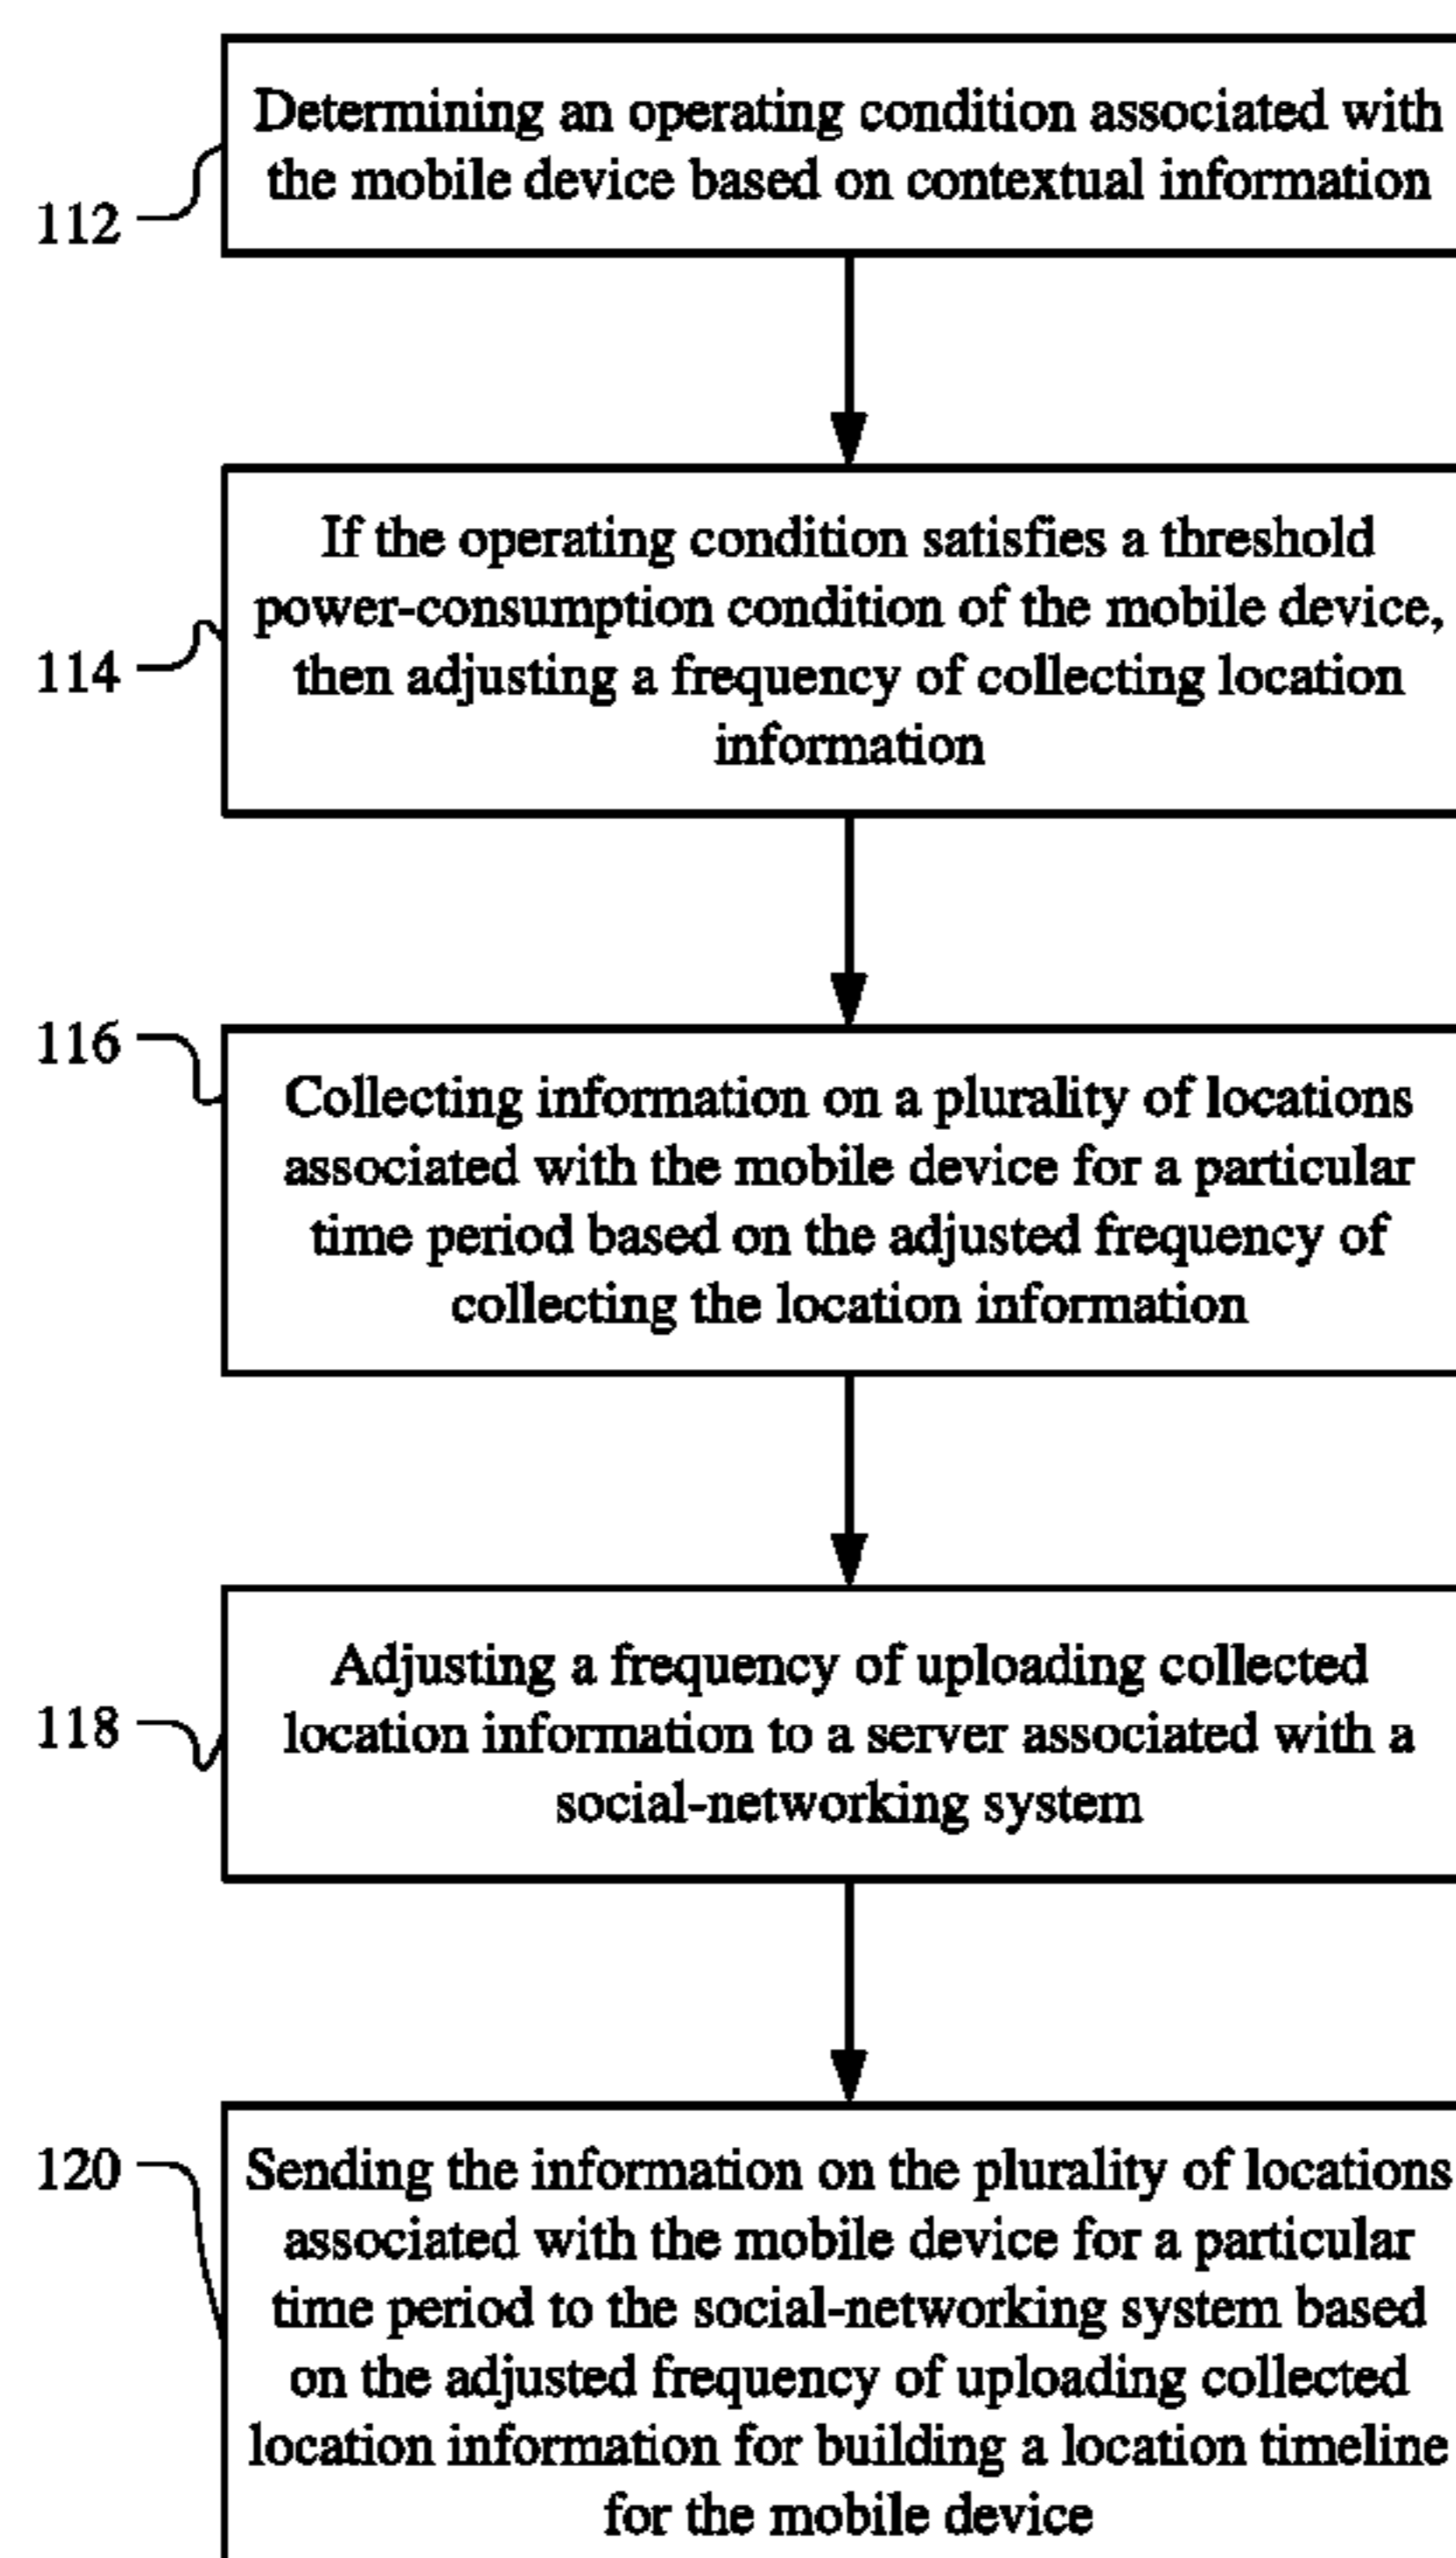 Determining an operating condition associated with
the mobile device based on contextual information
112
If the operating condition satisfies a threshold
power-consumption condition of the mobile device,
then adjusting a frequency of collecting location
information
114
116
Collecting information on a plurality of locations
associated with the mobile device for a particular
time period based on the adjusted frequency of
collecting the location information
Adjusting a frequency of uploading collected
location information to a server associated with a
social-networking system
118
120
Sending the information on the plurality of locations
associated with the mobile device for a particular
time period to the social-networking system based
on the adjusted frequency of uploading collected
location information for building a location timeline
for the mobile device